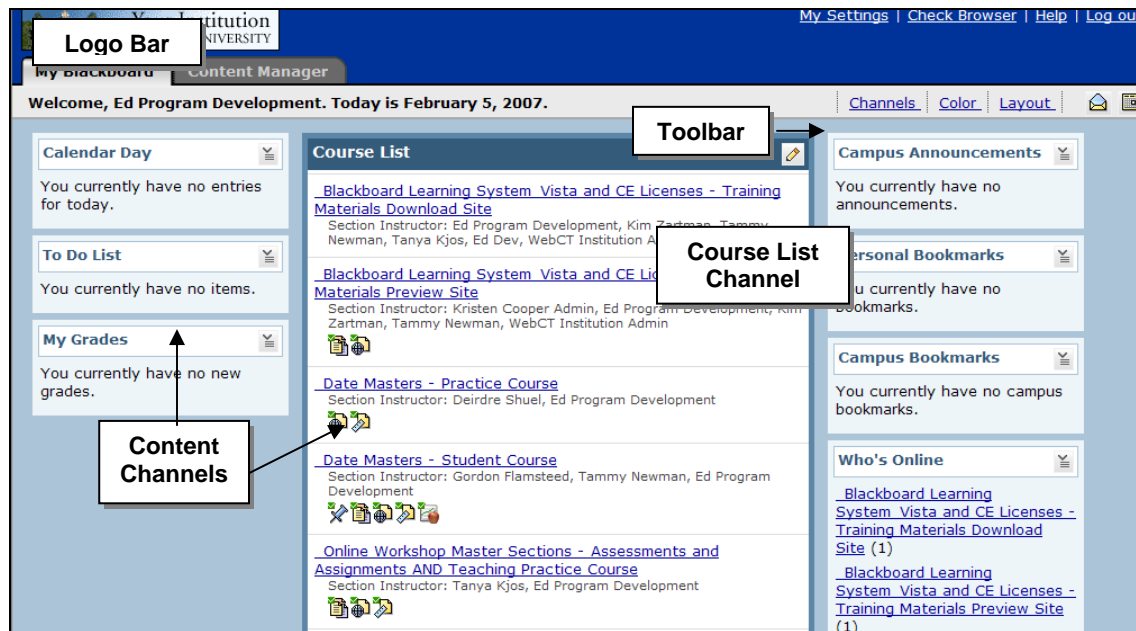 My Settings | Check Browser | Help | Log out
titution
NIVERSITY
Logo Bar
My Blackboard
Content Manager
Welcome, Ed Program Development. Today is February 5, 2007.
Channels
Color
Layout
Toolbar
Calendar Day
You currently have no entries
for today.
To Do List
You currently have no items.
My Grades
You currently have no new
grades.
Content
Channels
Course List
Blackboard Learning System Vista and CE Licenses - Training
Materials Download Site
Section Instructor: Ed Program Development, Kim Zartman, Tammy
Newman, Tanya Kjos, Ed Dev, WebCT Institution A
Course List
Channel
Blackboard Learning System Vista and CE Li
Materials Preview Site
Section Instructor: Kristen Cooper Admin, Ed Program Development, Kim
Zartman, Tammy Newman, WebCT Institution Admin
Date Masters - Practice Course
Section Instructor: Deirdre Shuel, Ed Program Development
Date Masters - Student Course
Section Instructor: Gordon Flamsteed, Tammy Newman, Ed Program
Development
Online Workshop Master Sections - Assessments and
Assignments AND Teaching Practice Course
Section Instructor: Tanya Kjos, Ed Program Development
Campus Announcements
You currently have no
announcements.
Personal Bookmarks
You currently have no
bookmarks.
Campus Bookmarks
You currently have no campus
bookmarks.
Who's Online
Blackboard Learning
System Vista and CE Licenses -
Training Materials Download
Site (1)
Blackboard Learning
System Vista and CE Licenses -
Training Materials Preview Site
(1)